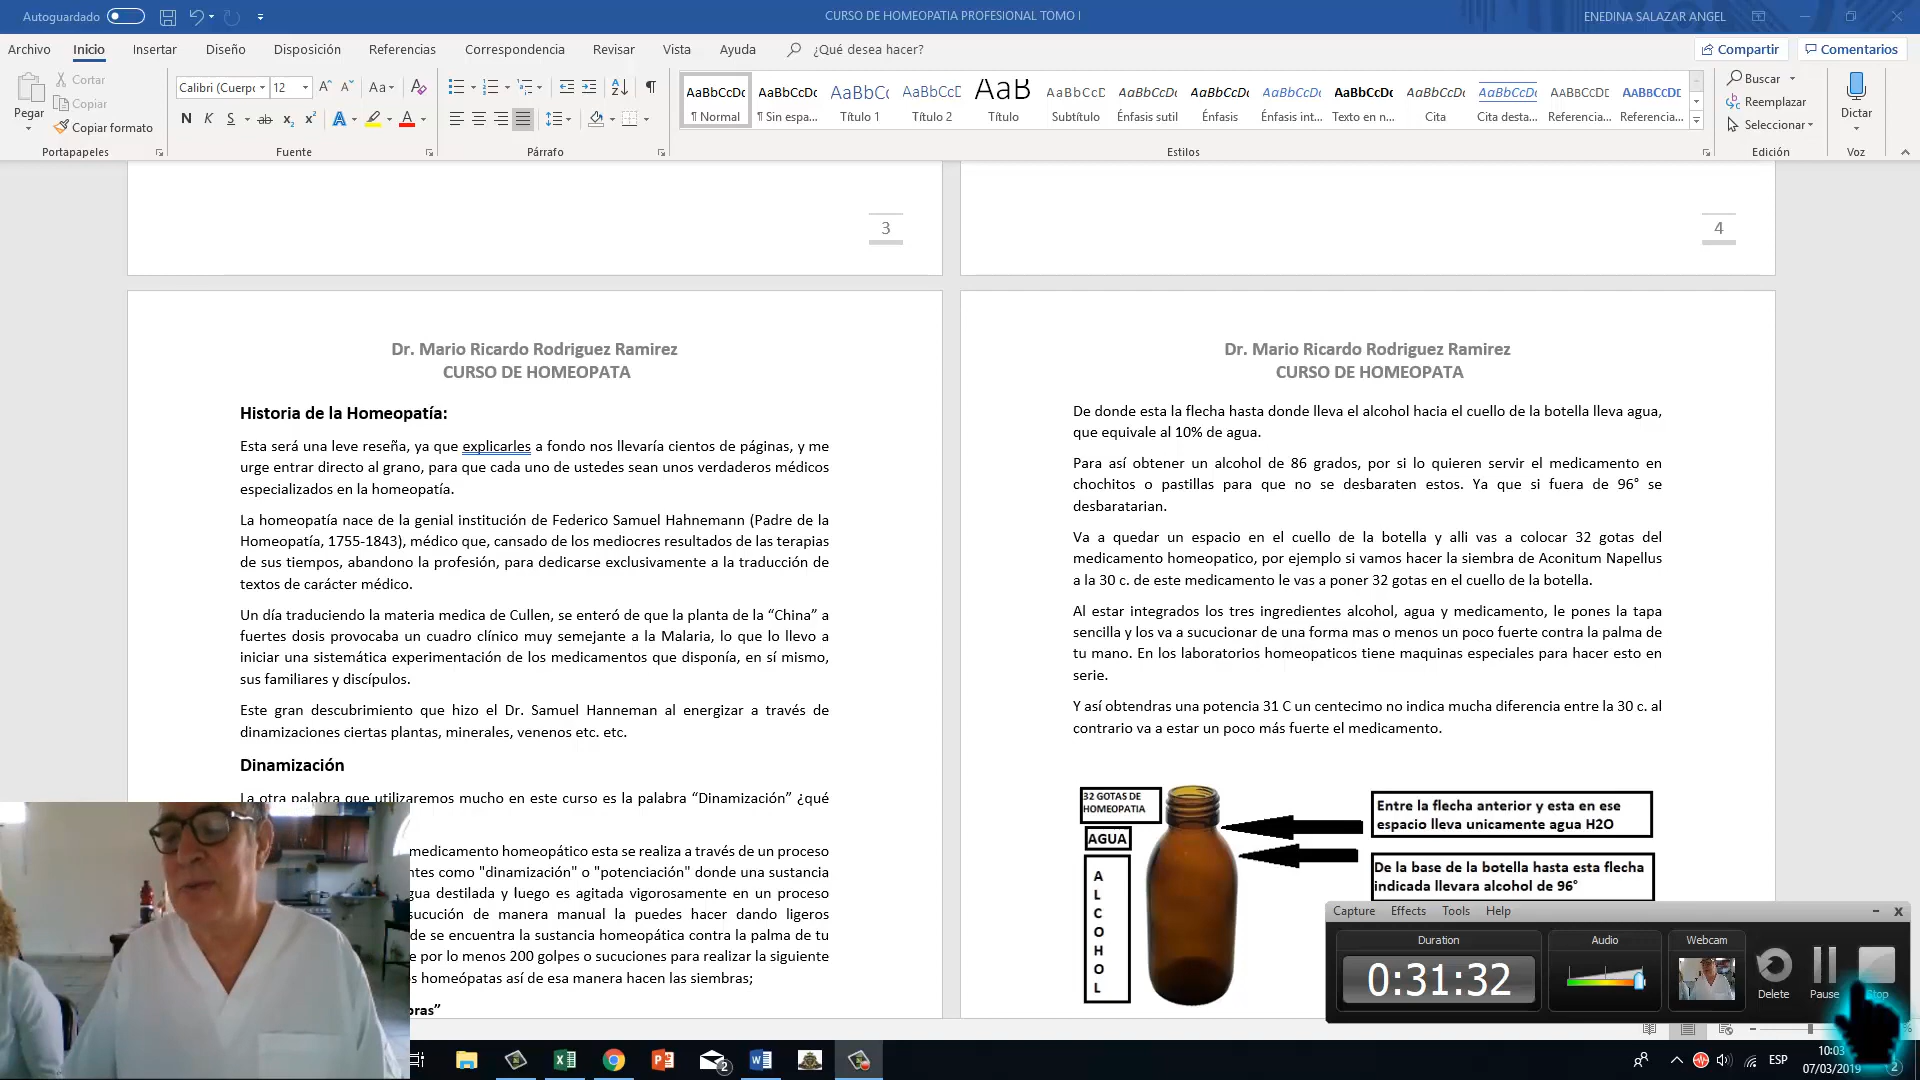 Autoguardado
CURSO DE HOMEOPATIA PROFESIONAL TOMO I
ENEDINA SALAZAR ANGEL
Archivo Inicio Insertar Diseño Disposición Referencias Correspondencia Revisar Vista Ayuda ¿Qué desea hacer? Compartir Comentarios
Pegar
Cortar
Copiar
Copiar formato
Portapapeles
Calibri (Cuerpo 12
Fuente
Párrafo
AaBbCcDc AaBbCcDc AaBbCc AaBbCcD AaB AaBbCcD AaBbCcDc AaBbCcDc AaBbCcDc AaBbCcDc AaBbCcDc AaBbCcDc AABBCCDE AABBCCDE
¶ Normal ¶ Sin espa... Título 1 Título 2 Título Subtítulo Énfasis sutil Énfasis Énfasis int... Texto en n... Cita Cita desta... Referencia... Referencia...
Estilos
Buscar
Reemplazar
Seleccionar
Edición
Dictar
Voz
3
4
Dr. Mario Ricardo Rodriguez Ramirez
CURSO DE HOMEOPATA
Historia de la Homeopatía:
Esta será una leve reseña, ya que explicarles a fondo nos llevaría cientos de páginas, y me
urge entrar directo al grano, para que cada uno de ustedes sean unos verdaderos médicos
especializados en la homeopatía.
La homeopatía nace de la genial institución de Federico Samuel Hahnemann (Padre de la
Homeopatía, 1755-1843), médico que, cansado de los mediocres resultados de las terapias
de sus tiempos, abandono la profesión, para dedicarse exclusivamente a la traducción de
textos de carácter médico.
Un día traduciendo la materia medica de Cullen, se enteró de que la planta de la “China” a
fuertes dosis provocaba un cuadro clínico muy semejante a la Malaria, lo que lo llevo a
iniciar una sistemática experimentación de los medicamentos que disponía, en sí mismo,
sus familiares y discípulos.
Este gran descubrimiento que hizo el Dr. Samuel Hanneman al energizar a través de
dinamizaciones ciertas plantas, minerales, venenos etc. etc.
Dinamización
La otra palabra que utilizaremos mucho en este curso es la palabra “Dinamización” ¿qué
medicamento homeopático esta se realiza a través de un proceso
ntes como "dinamización" o "potenciación" donde una sustancia
gua destilada y luego es agitada vigorosamente en un proceso
sucución de manera manual la puedes hacer dando ligeros
de se encuentra la sustancia homeopática contra la palma de tu
e por lo menos 200 golpes o sucuciones para realizar la siguiente
s homeópatas así de esa manera hacen las siembras;
bras”
Dr. Mario Ricardo Rodriguez Ramirez
CURSO DE HOMEOPATA
De donde esta la flecha hasta donde lleva el alcohol hacia el cuello de la botella lleva agua,
que equivale al 10% de agua.
Para así obtener un alcohol de 86 grados, por si lo quieren servir el medicamento en
chochitos o pastillas para que no se desbaraten estos. Ya que si fuera de 96° se
desbaratarian.
Va a quedar un espacio en el cuello de la botella y alli vas a colocar 32 gotas del
medicamento homeopatico, por ejemplo si vamos hacer la siembra de Aconitum Napellus
a la 30 c. de este medicamento le vas a poner 32 gotas en el cuello de la botella.
Al estar integrados los tres ingredientes alcohol, agua y medicamento, le pones la tapa
sencilla y los va a sucucionar de una forma mas o menos un poco fuerte contra la palma de
tu mano. En los laboratorios homeopaticos tiene maquinas especiales para hacer esto en
serie.
Y así obtendras una potencia 31 C un centecimo no indica mucha diferencia entre la 30 c. al
contrario va a estar un poco más fuerte el medicamento.
32 GOTAS DE
HOMEOPATIA
AGUA
ALCOHOL
Entre la flecha anterior y esta en ese
espacio lleva unicamente agua H2O
De la base de la botella hasta esta flecha
indicada llevara alcohol de 96°
Capture Effects Tools Help
Duration
0:31:32
Audio
Webcam
Delete Pause Stop
2
ESP
10:03
07/03/2019
2